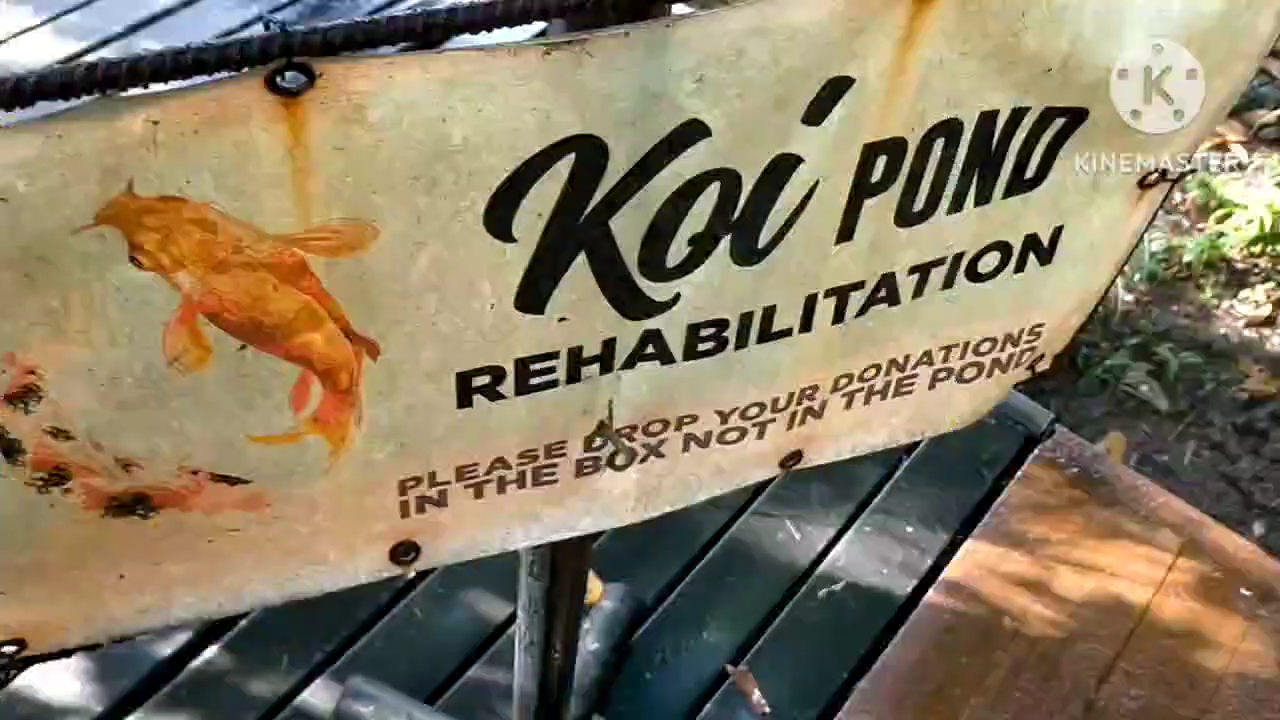 Koi POND
REHABILITATION
PLEASE DROP YOUR DONATIONS
IN THE BOX NOT IN THE POND.
K
KINEMASTER